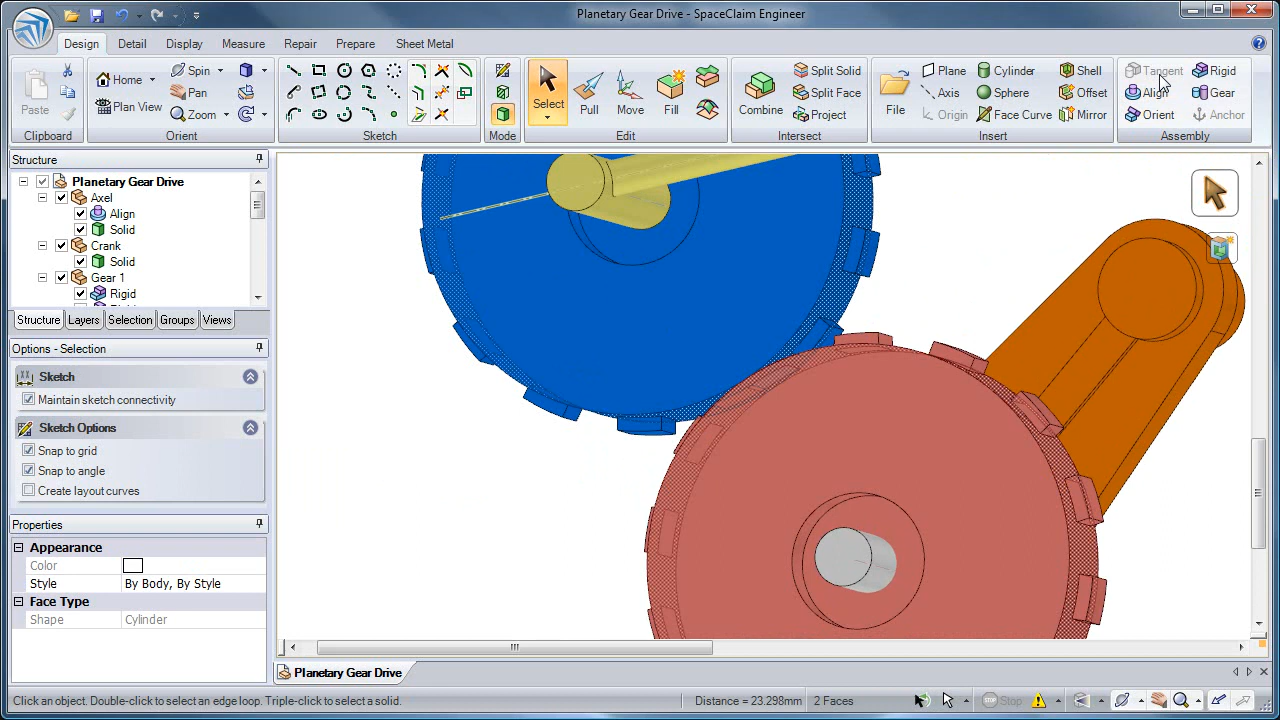 Planetary Gear Drive - SpaceClaim Engineer
Design Detail Display Measure Repair Prepare Sheet Metal
Paste
Clipboard
Home Spin
Plan View Pan
Zoom
Orient
Sketch
Mode
Select Pull Move Fill
Edit
Combine
Split Solid
Split Face
Project
Intersect
File
Plane Cylinder Shell
Axis Sphere Offset
Origin Face Curve Mirror
Insert
Tangent Rigid
Align Gear
Orient Anchor
Assembly
Structure
Planetary Gear Drive
Axel
Align
Solid
Crank
Solid
Gear 1
Rigid
Structure Layers Selection Groups Views
Options - Selection
Sketch
Maintain sketch connectivity
Sketch Options
Snap to grid
Snap to angle
Create layout curves
Properties
Appearance
Color
Style By Body, By Style
Face Type
Shape Cylinder
Planetary Gear Drive
Click an object. Double-click to select an edge loop. Triple-click to select a solid.
Distance = 23.298mm
2 Faces
Stop